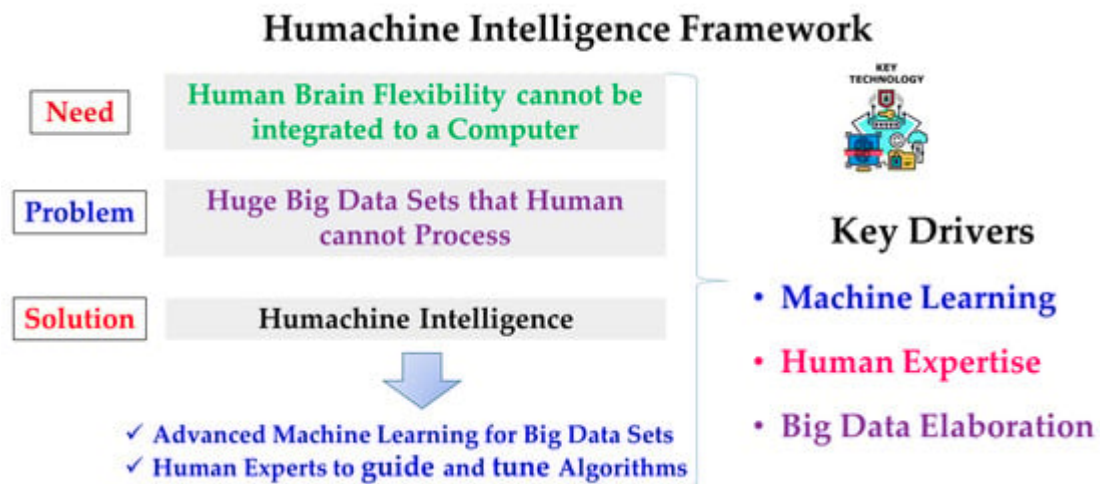 Humachine Intelligence Framework
Need
Human Brain Flexibility cannot be
integrated to a Computer
Problem
Huge Big Data Sets that Human
cannot Process
Solution
Humachine Intelligence
✓ Advanced Machine Learning for Big Data Sets
✓ Human Experts to guide and tune Algorithms
KEY
TECHNOLOGY
Key Drivers
• Machine Learning
• Human Expertise
• Big Data Elaboration